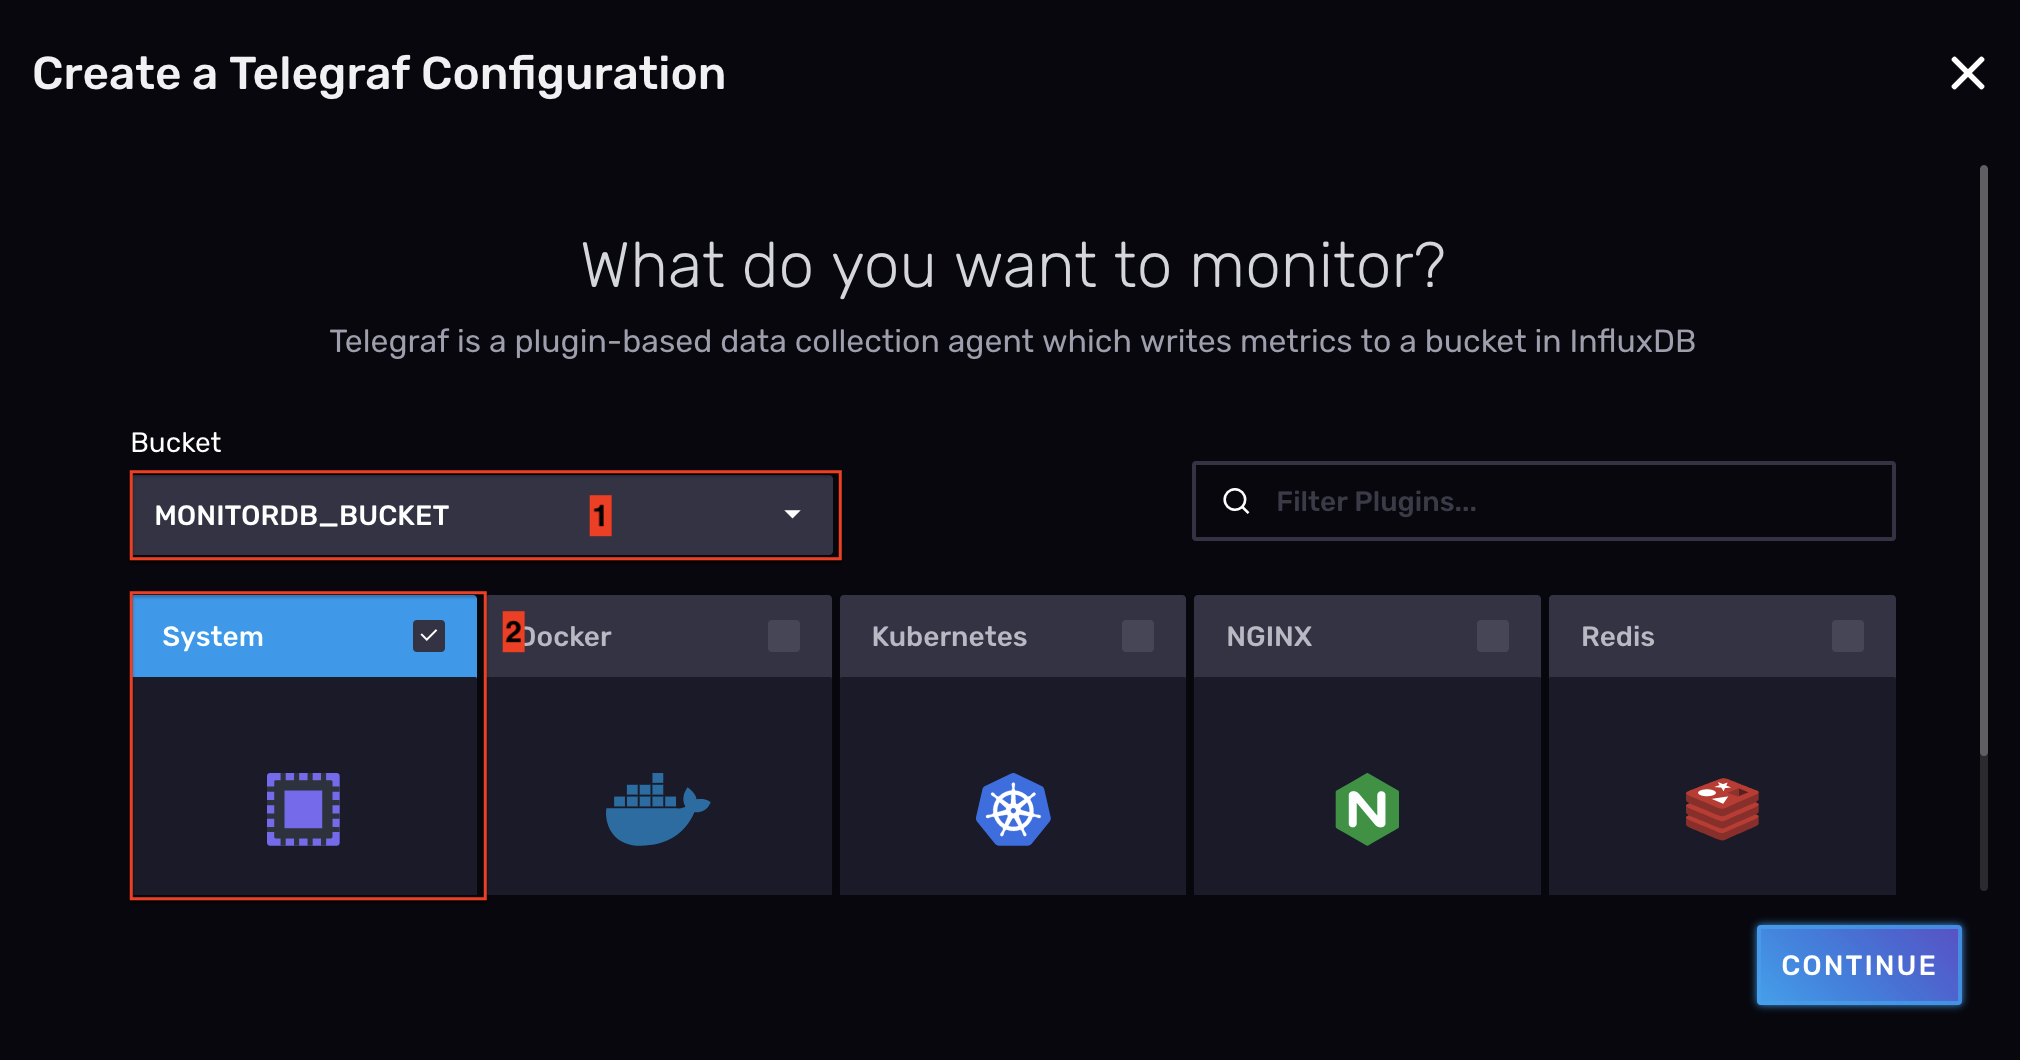 Create a Telegraf Configuration
What do you want to monitor?
Telegraf is a plugin-based data collection agent which writes metrics to a bucket in InfluxDB
Bucket
MONITORDB_BUCKET 1
Filter Plugins...
System
2 Docker
Kubernetes
NGINX
Redis
N
CONTINUE